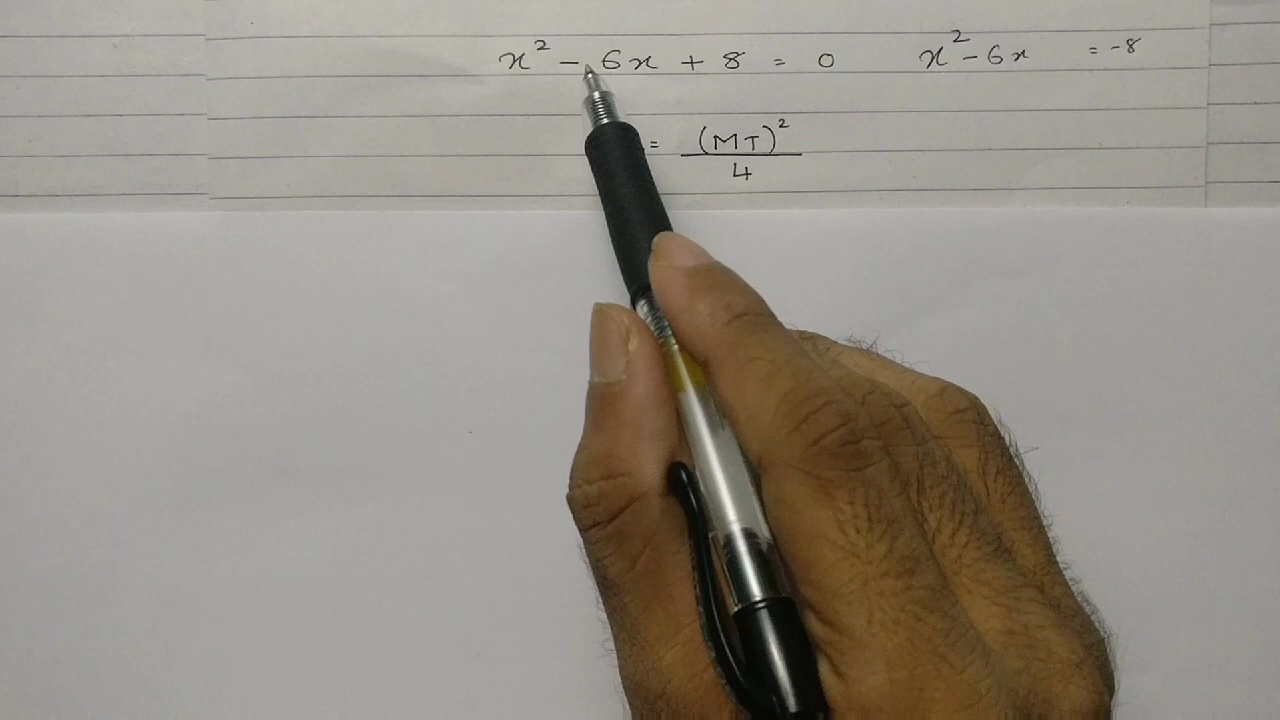 x² - 6x + 8 = 0 x² - 6x = -8
= (MT)²/4